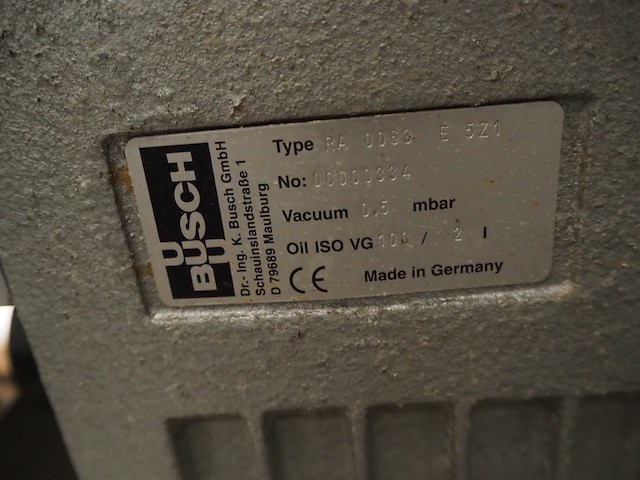 BUSCH
Dr.- Ing. K. Busch GmbH
Schauinslandstraße 1
D 79689 Maulburg
Type RA 0063 E 5Z1
No: 00000334
Vacuum 0,5 mbar
Oil ISO VG 100 / 2 l
CE Made in Germany